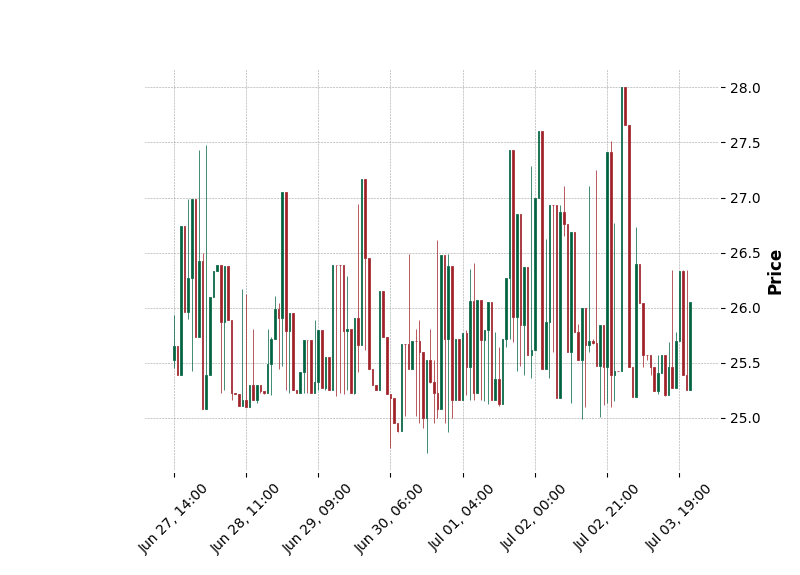 28.0
27.5
27.0
26.5
26.0
25.5
25.0
Price
Jun 27, 14:00
Jun 28, 11:00
Jun 29, 09:00
Jun 30, 06:00
Jul 01, 04:00
Jul 02, 00:00
Jul 02, 21:00
Jul 03, 19:00